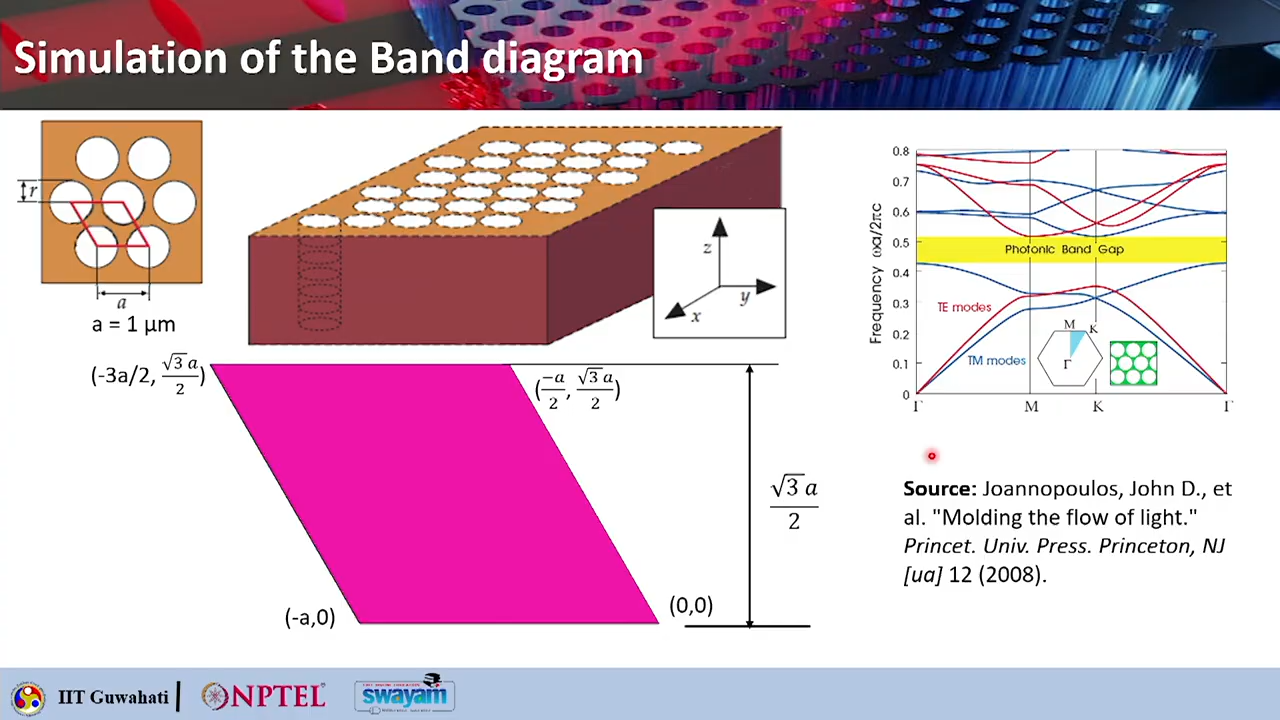 Simulation of the Band diagram
r
a
a = 1 µm
z
y
x
(-3a/2, √3 a/2)
(-a/2, √3 a/2)
√3 a/2
(-a,0)
(0,0)
Frequency ωa/2πc
0.8
0.7
0.6
0.5
0.4
0.3
0.2
0.1
0
Photonic Band Gap
TE modes
TM modes
M K
Γ
Γ M K Γ
Source: Joannopoulos, John D., et
al. "Molding the flow of light."
Princet. Univ. Press. Princeton, NJ
[ua] 12 (2008).
IIT Guwahati
NPTEL
swayam